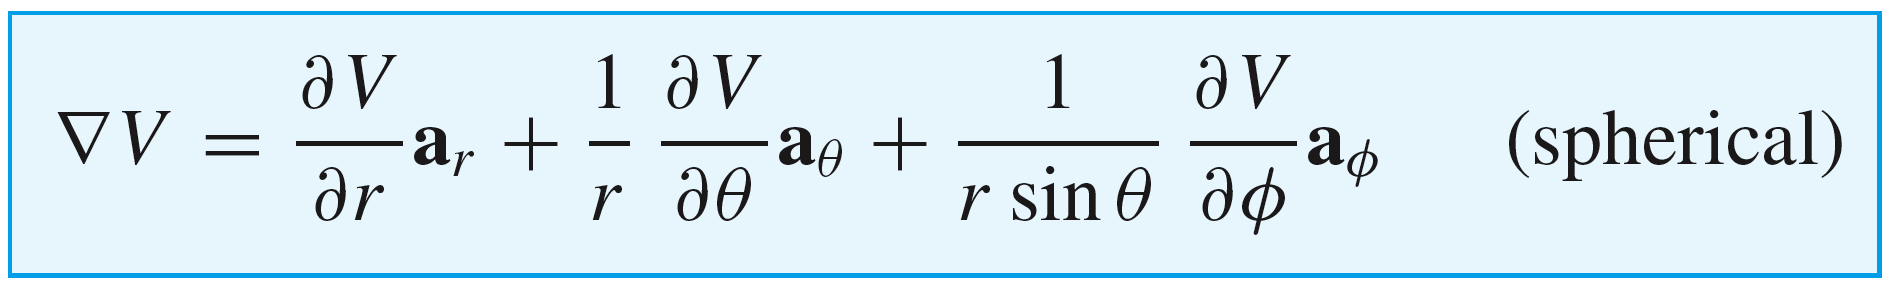 ∇V = ∂V/∂r a_r + 1/r ∂V/∂θ a_θ + 1/(r sin θ) ∂V/∂ϕ a_ϕ (spherical)